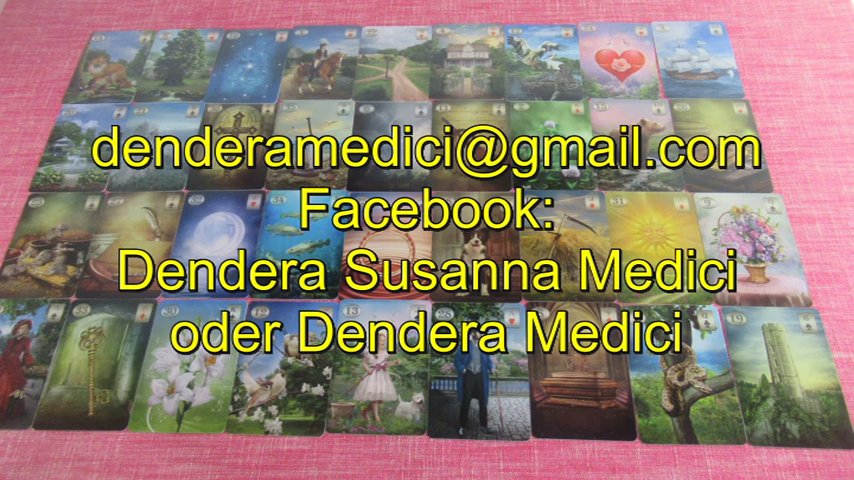 denderamedici@gmail.com
Facebook:
Dendera Susanna Medici
oder Dendera Medici